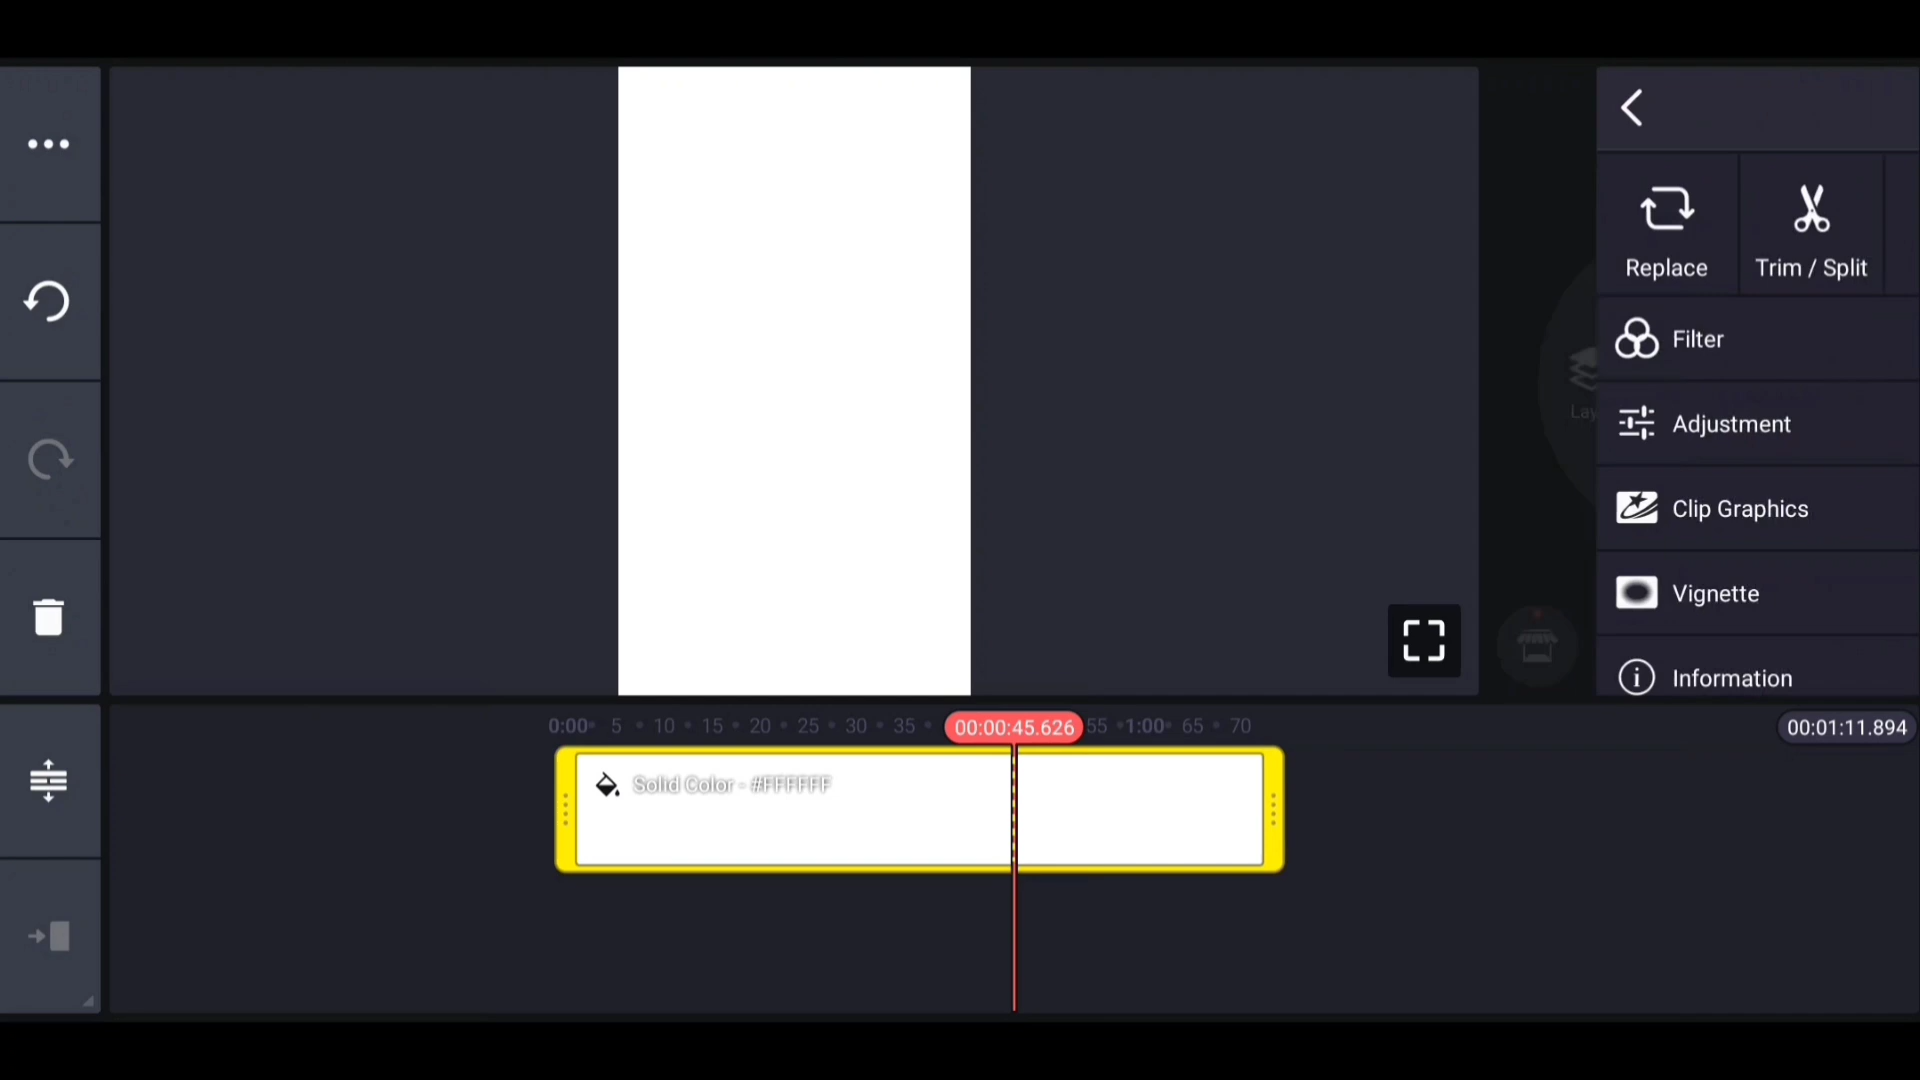 Replace
Trim / Split
Filter
Adjustment
Clip Graphics
Vignette
Information
Lay
0:00 5 10 15 20 25 30 35 00:00:45.626 55 1:00 65 70
00:01:11.894
Solid Color - #FFFFFF